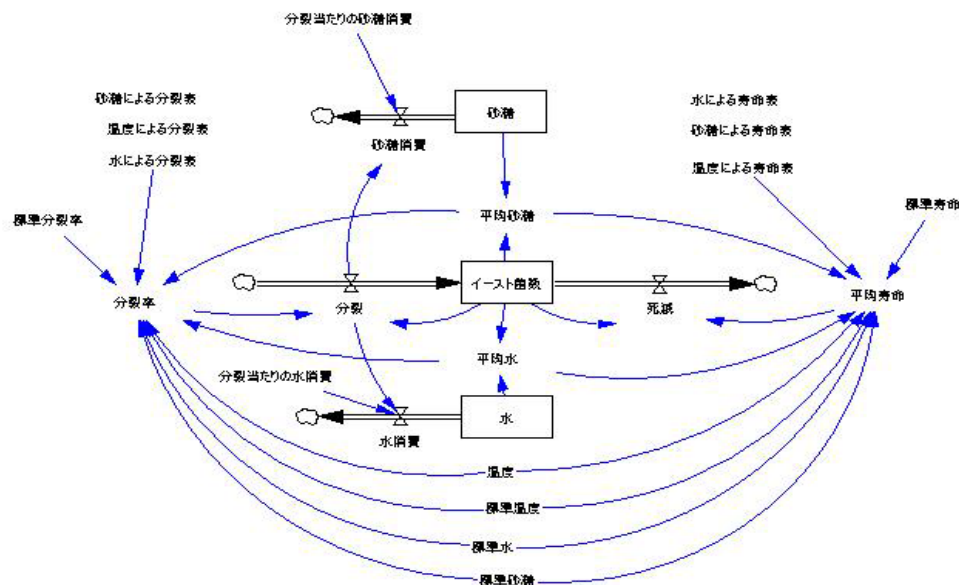 分裂当たりの砂糖消費
砂糖による分裂表
温度による分裂表
水による分裂表
標準分裂率
砂糖
砂糖消費
水による寿命表
砂糖による寿命表
温度による寿命表
標準寿命
平均砂糖
イースト菌数
分裂率
分裂
死滅
平均寿命
平均水
分裂当たりの水消費
水
水消費
温度
標準温度
標準水
標準砂糖